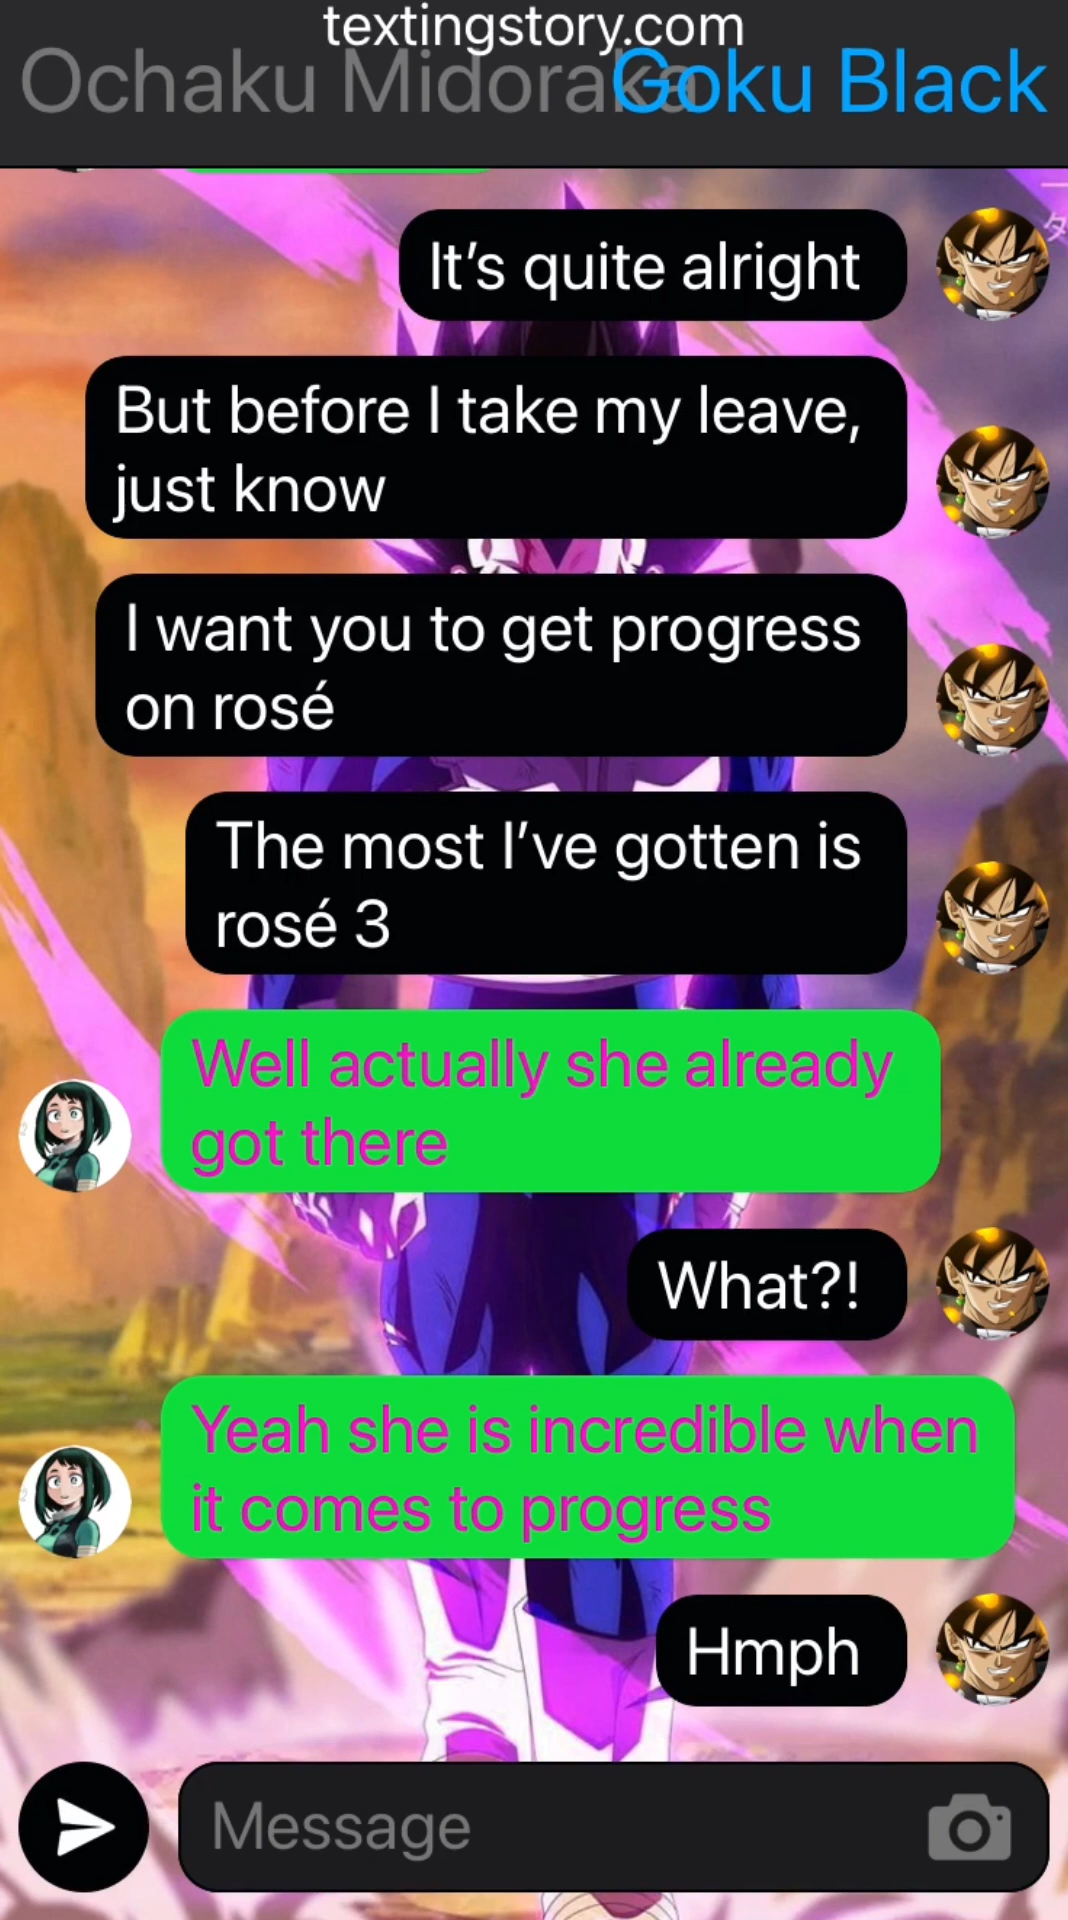 textingstory.com
Ochaku Midoraka Goku Black
It’s quite alright
タ
But before I take my leave,
just know
I want you to get progress
on rosé
The most I’ve gotten is
rosé 3
Well actually she already
got there
What?!
Yeah she is incredible when
it comes to progress
Hmph
Message